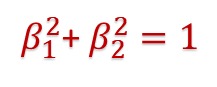 β₁² + β₂² = 1